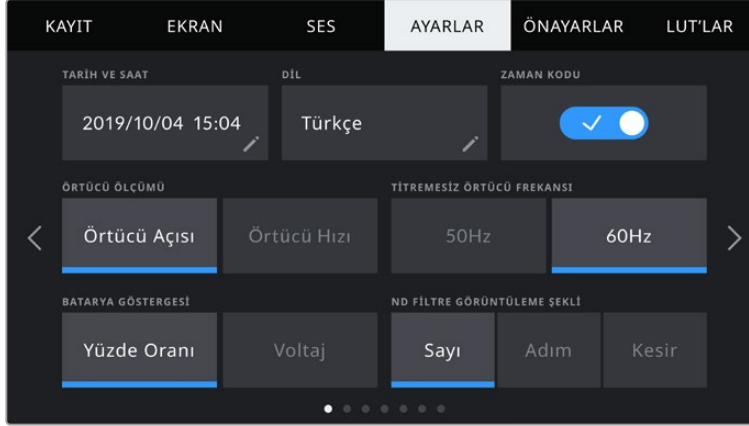 KAYIT EKRAN SES AYARLAR ÖNAYARLAR LUT'LAR
TARİH VE SAAT DİL ZAMAN KODU
2019/10/04 15:04 Türkçe
ÖRTÜCÜ ÖLÇÜMÜ TİTREMESİZ ÖRTÜCÜ FREKANSI
Örtücü Açısı Örtücü Hızı 50Hz 60Hz
BATARYA GÖSTERGESİ ND FİLTRE GÖRÜNTÜLEME ŞEKLİ
Yüzde Oranı Voltaj Sayı Adım Kesir